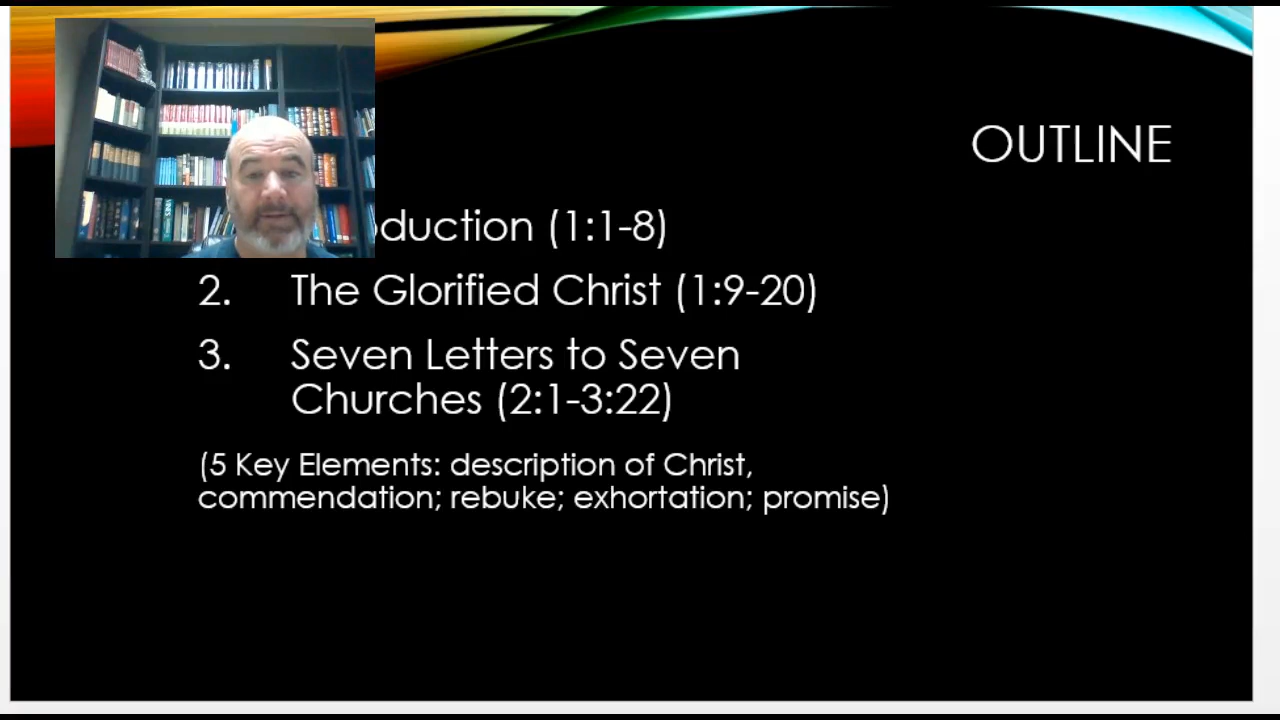 OUTLINE
duction (1:1-8)
2. The Glorified Christ (1:9-20)
3. Seven Letters to Seven
Churches (2:1-3:22)
(5 Key Elements: description of Christ,
commendation; rebuke; exhortation; promise)